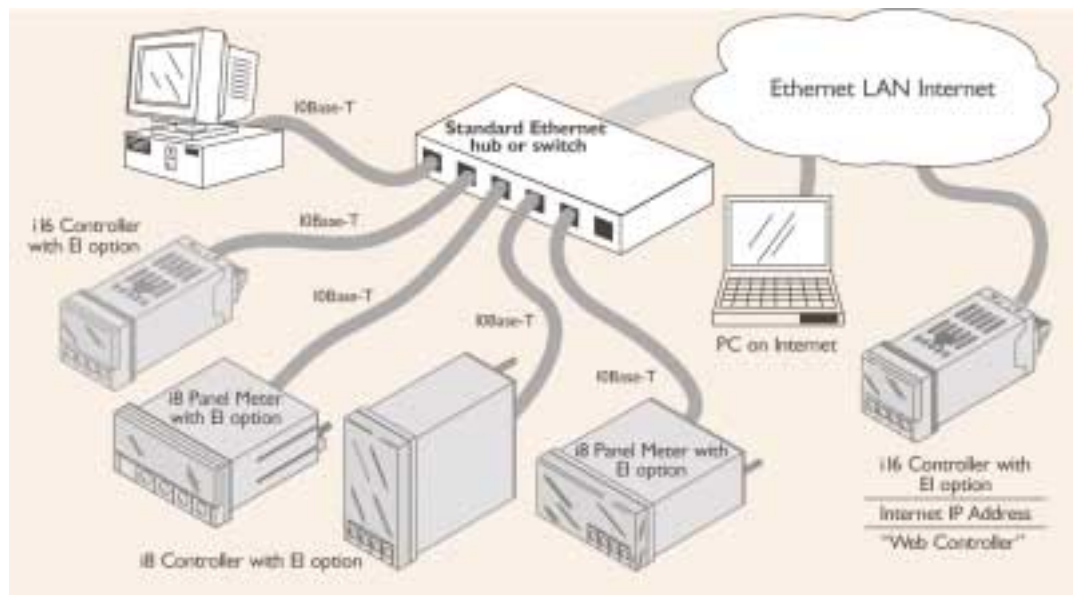 10Base-T
Ethernet LAN Internet
Standard Ethernet
hub or switch
i16 Controller
with EI option
10Base-T
10Base-T
10Base-T
10Base-T
PC on Internet
i8 Panel Meter
with EI option
i8 Panel Meter with
EI option
i8 Controller with EI option
i16 Controller with
EI option
Internet IP Address
"Web Controller"